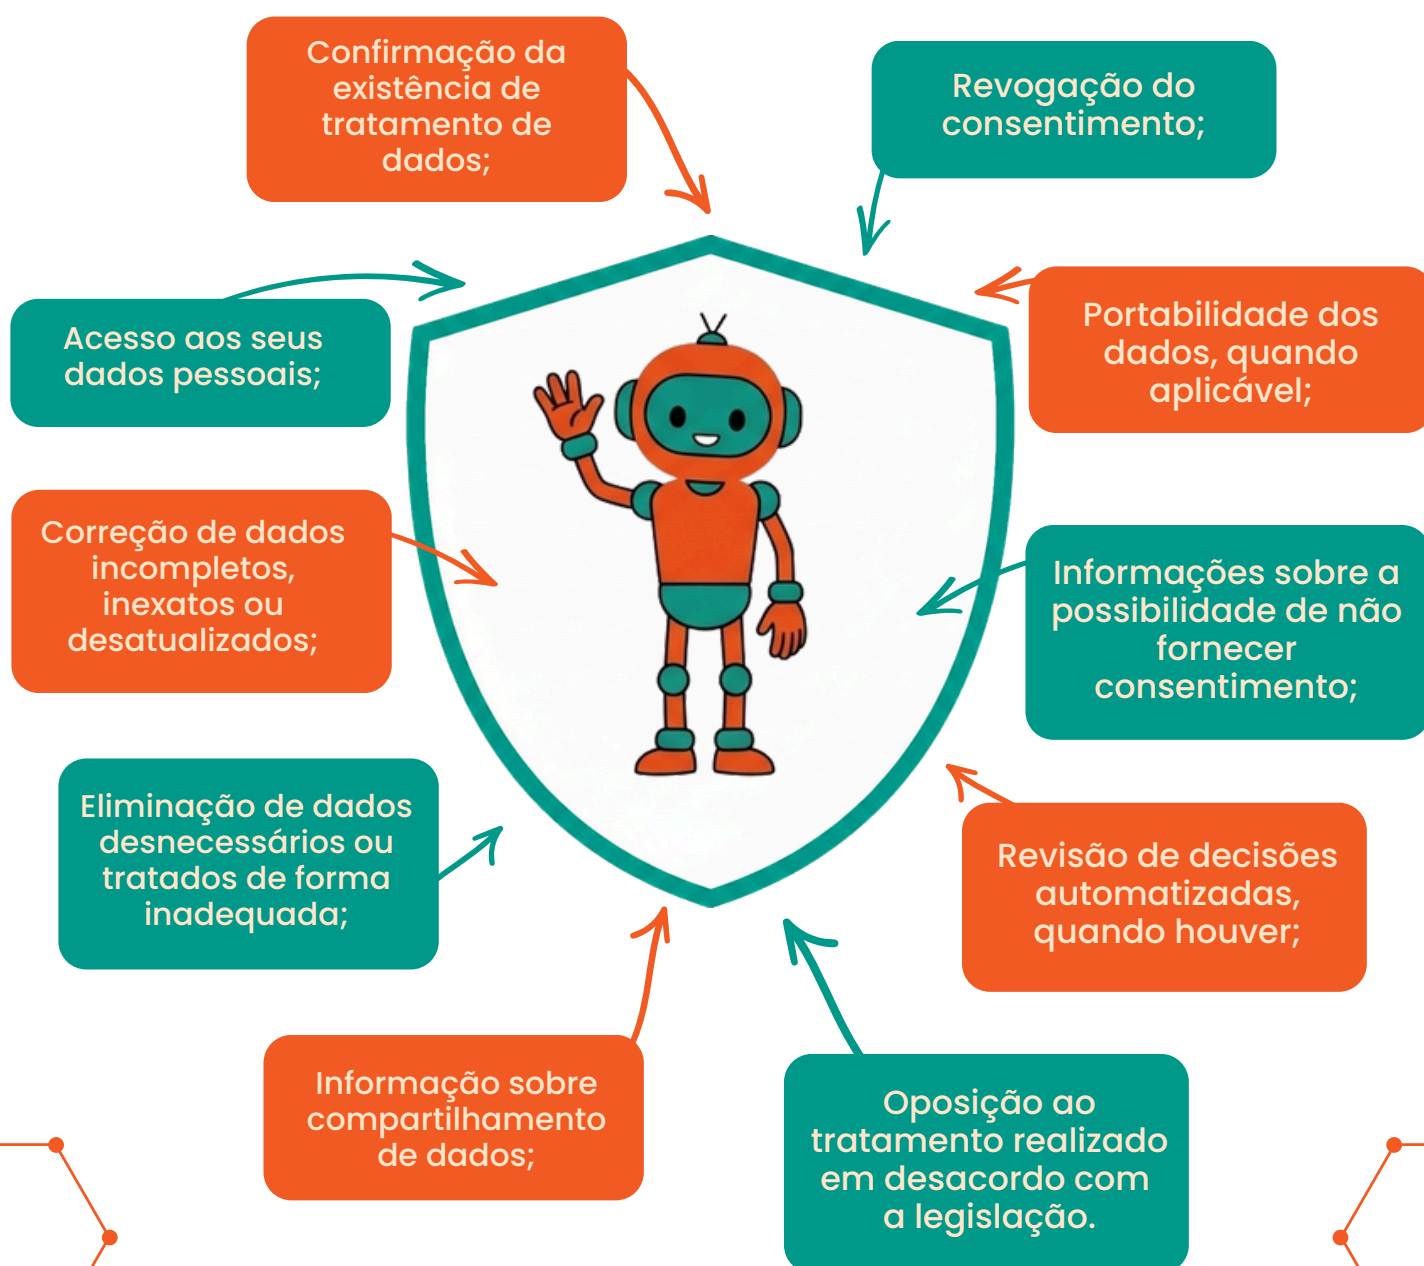 Confirmação da
existência de
tratamento de
dados;
Acesso aos seus
dados pessoais;
Correção de dados
incompletos,
inexatos ou
desatualizados;
Eliminação de dados
desnecessários ou
tratados de forma
inadequada;
Informação sobre
compartilhamento
de dados;
Revogação do
consentimento;
Portabilidade dos
dados, quando
aplicável;
Informações sobre a
possibilidade de não
fornecer
consentimento;
Revisão de decisões
automatizadas,
quando houver;
Oposição ao
tratamento realizado
em desacordo com
a legislação.